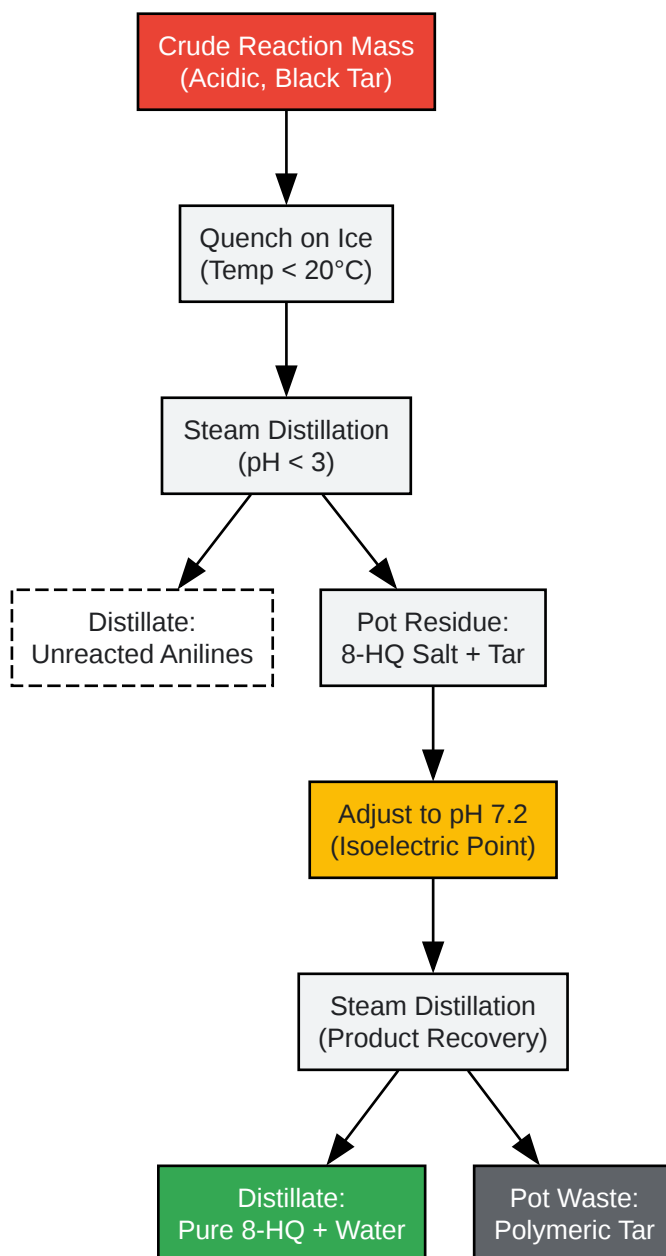 Crude Reaction Mass
(Acidic, Black Tar)
Quench on Ice
(Temp < 20°C)
Steam Distillation
(pH < 3)
Distillate:
Unreacted Anilines
Pot Residue:
8-HQ Salt + Tar
Adjust to pH 7.2
(Isoelectric Point)
Steam Distillation
(Product Recovery)
Distillate:
Pure 8-HQ + Water
Pot Waste:
Polymeric Tar